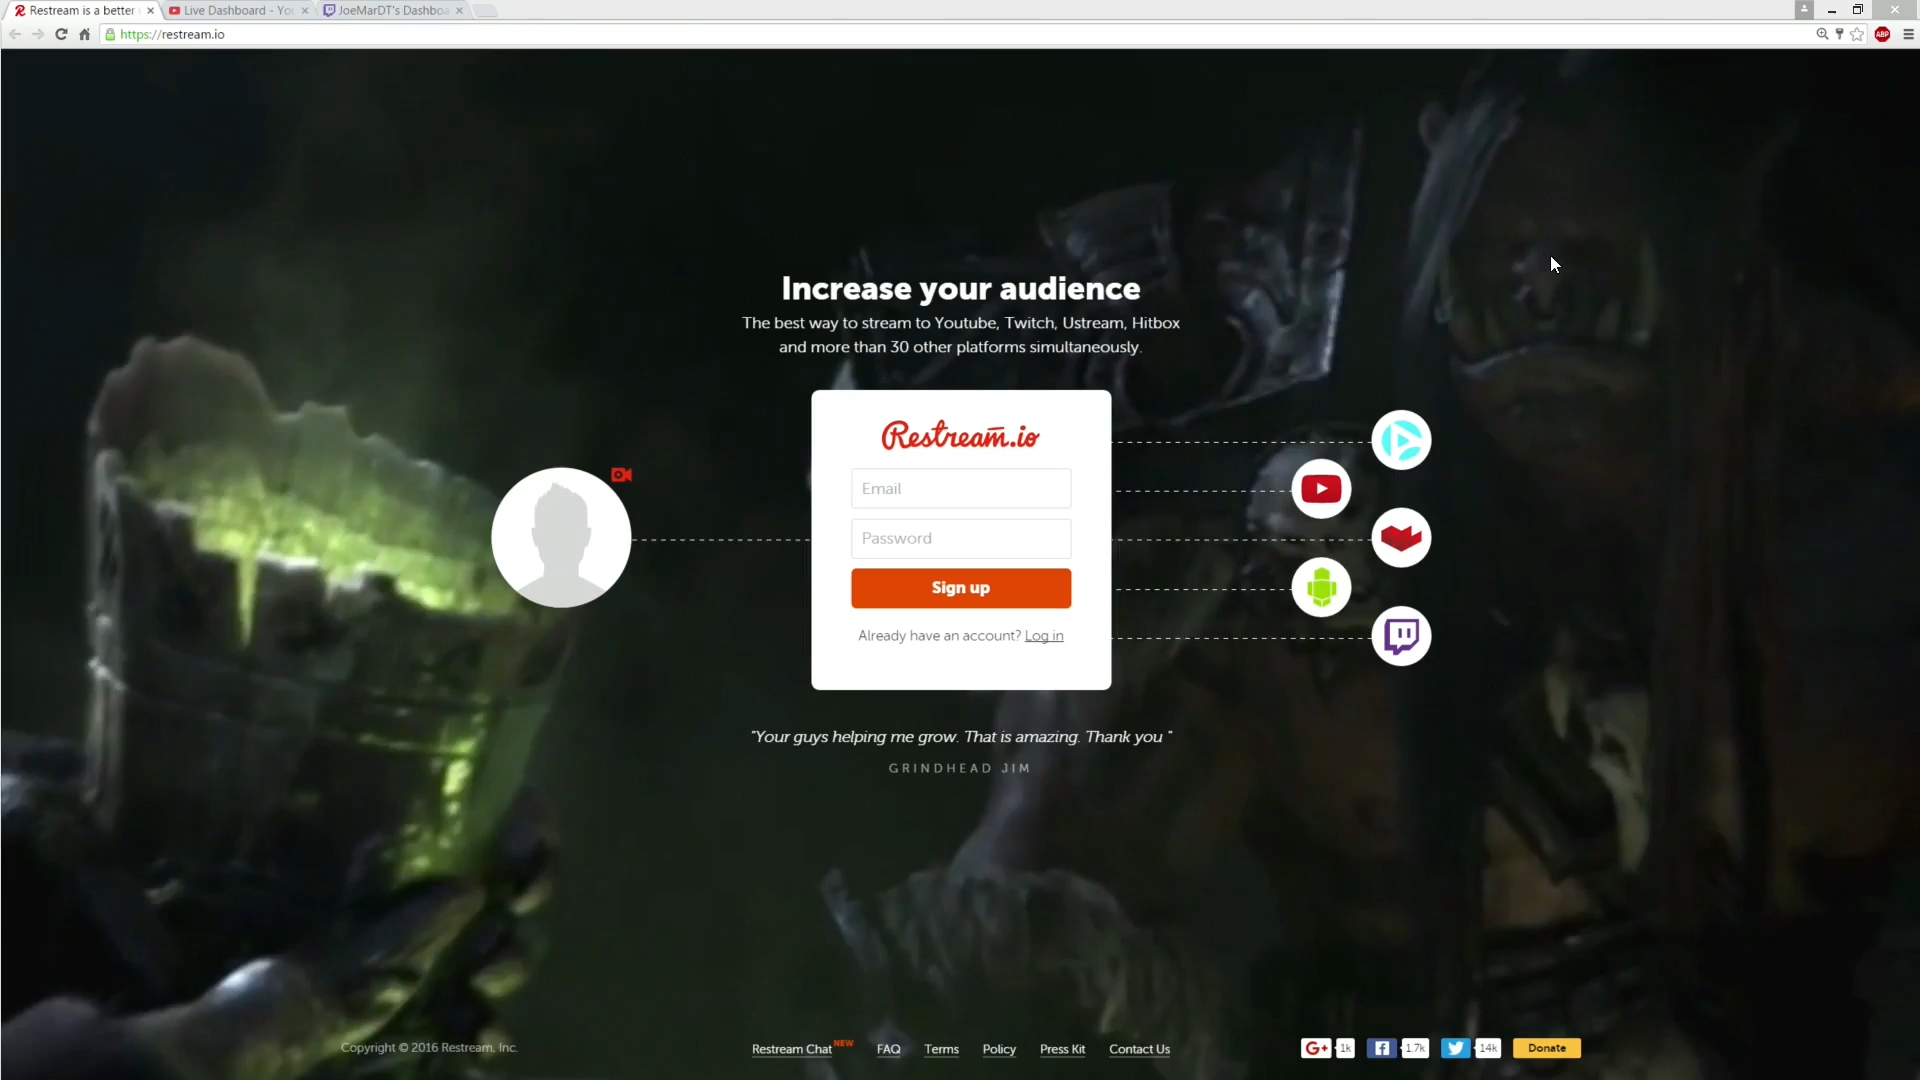 Restream is a better
Live Dashboard - Yo
JoeMarDT's Dashboa
https://restream.io
ABP
Increase your audience
The best way to stream to Youtube, Twitch, Ustream, Hitbox
and more than 30 other platforms simultaneously.
Restream.io
Email
Password
Sign up
Already have an account? Log in
"Your guys helping me grow. That is amazing. Thank you "
GRINDHEAD JIM
Copyright © 2016 Restream, Inc.
Restream Chat NEW FAQ Terms Policy Press Kit Contact Us
G+ 1k 1.7k 14k Donate